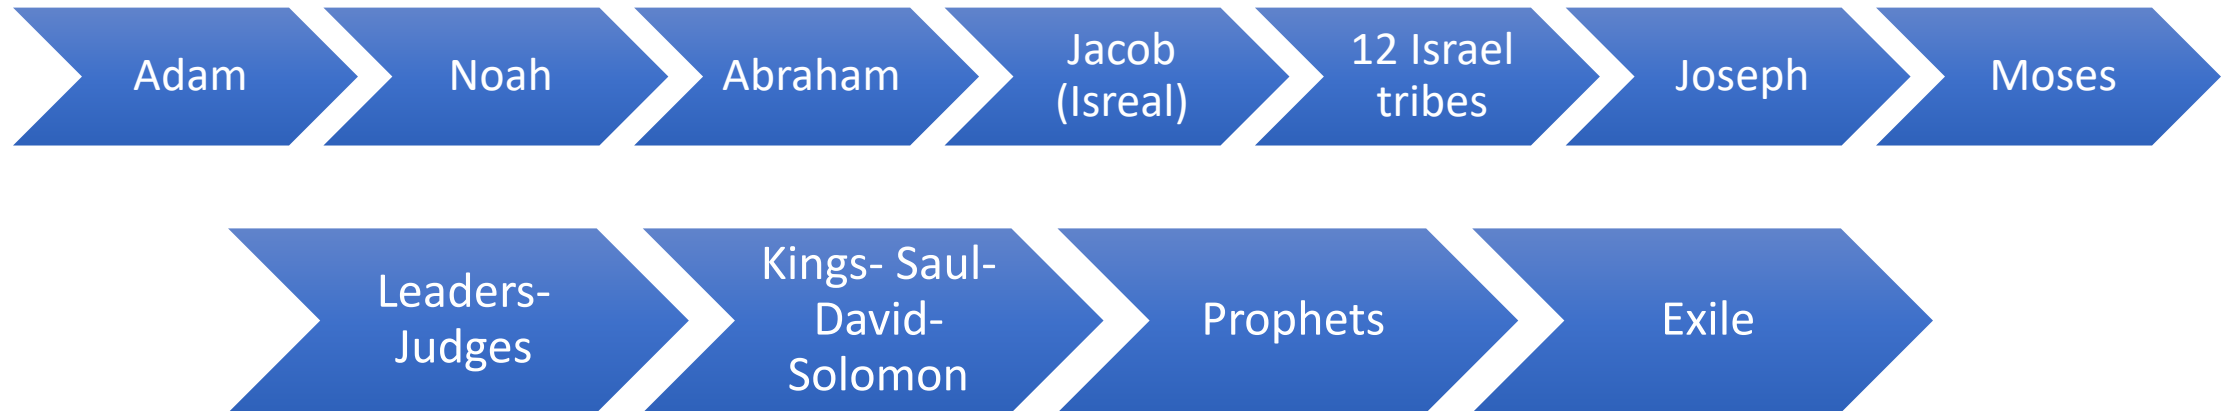 Adam
Noah
Abraham
Jacob
(Isreal)
12 Israel
tribes
Joseph
Moses
Leaders-
Judges
Kings- Saul-
David-
Solomon
Prophets
Exile